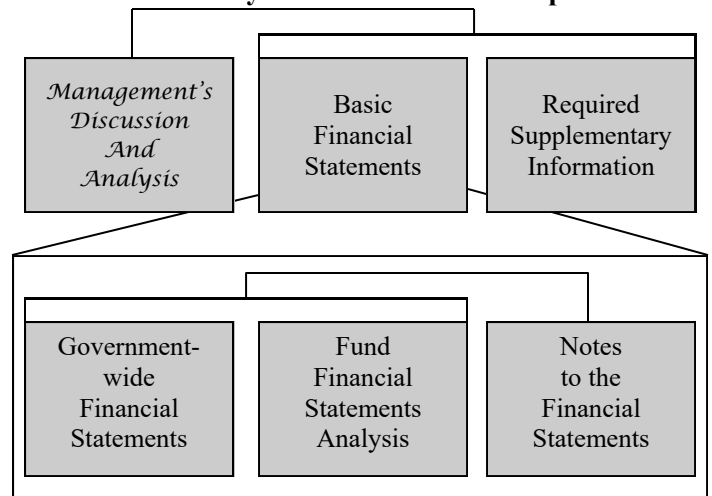 Management's
Discussion
And
Analysis
Basic
Financial
Statements
Required
Supplementary
Information
Government-
wide
Financial
Statements
Fund
Financial
Statements
Analysis
Notes
to the
Financial
Statements